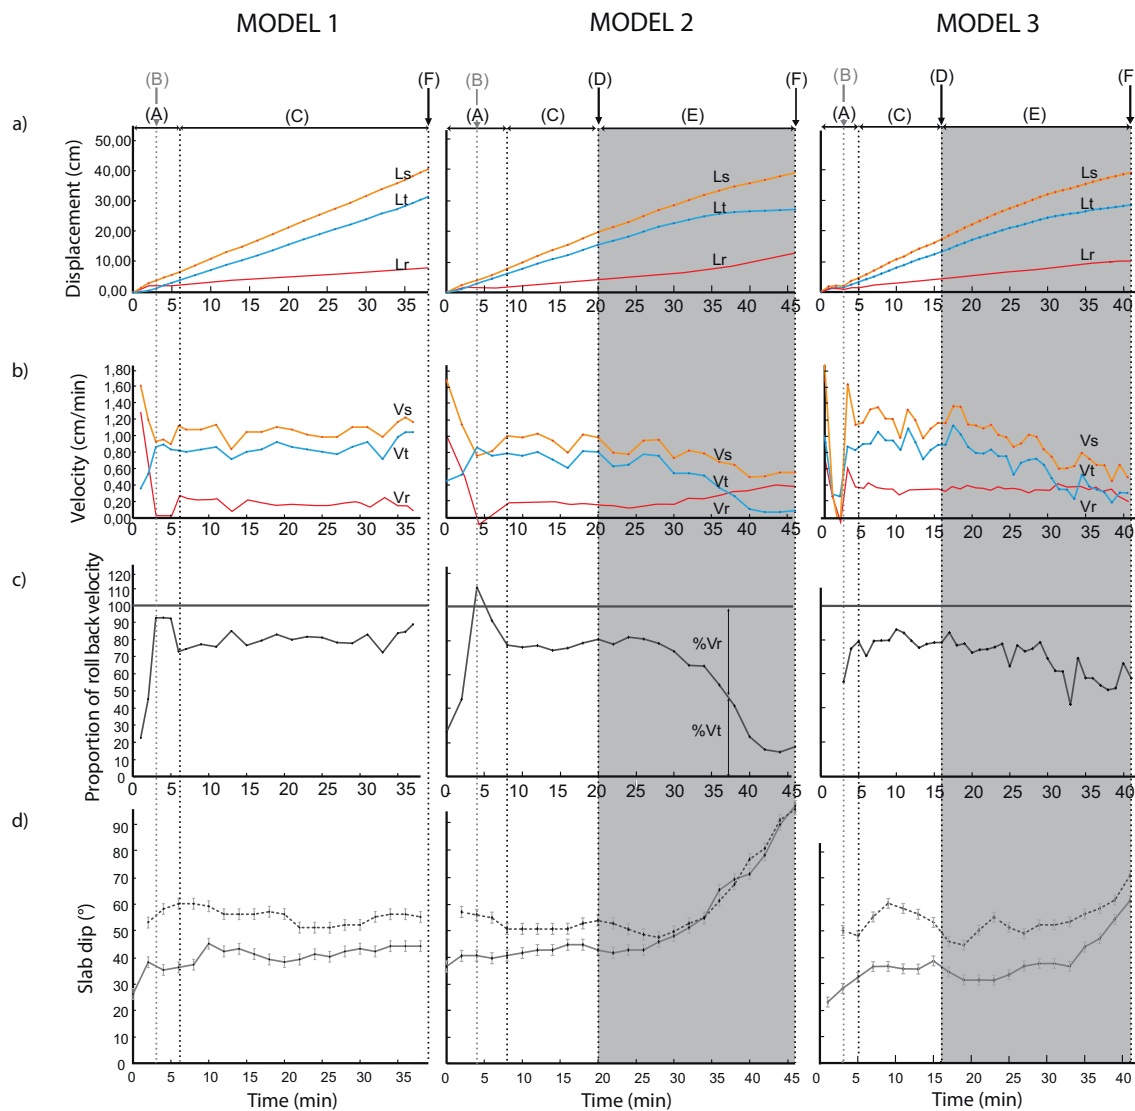 MODEL 1 MODEL 2 MODEL 3
(B) (F) (B) (D) (F) (B) (D) (F
(A) (C) (A) (C) (E) (A) (C) (E)
a)
Displacement (cm)
50,00
40,00
30,00
20,00
10,00
0,00
Ls Ls Ls
Lt Lt Lt
Lr Lr Lr
0 5 10 15 20 25 30 35 0 5 10 15 20 25 30 35 40 45 0 5 10 15 20 25 30 35 40
b)
Velocity (cm/min)
1,80
1,60
1,40
1,20
1,00
0,80
0,60
0,40
0,20
0,00
Vs Vs Vs
Vt Vt Vt
Vr Vr Vr
0 5 10 15 20 25 30 35 0 5 10 15 20 25 30 35 40 45 0 5 10 15 20 25 30 35 40
c)
Proportion of roll back velocity
120
110
100
90
80
70
60
50
40
30
20
10
0
%Vr
%Vt
0 5 10 15 20 25 30 35 0 5 10 15 20 25 30 35 40 45 0 5 10 15 20 25 30 35 40
d)
Slab dip (°)
90
80
70
60
50
40
30
20
10
0
0 5 10 15 20 25 30 35 0 5 10 15 20 25 30 35 40 45 0 5 10 15 20 25 30 35 40
Time (min) Time (min) Time (min)